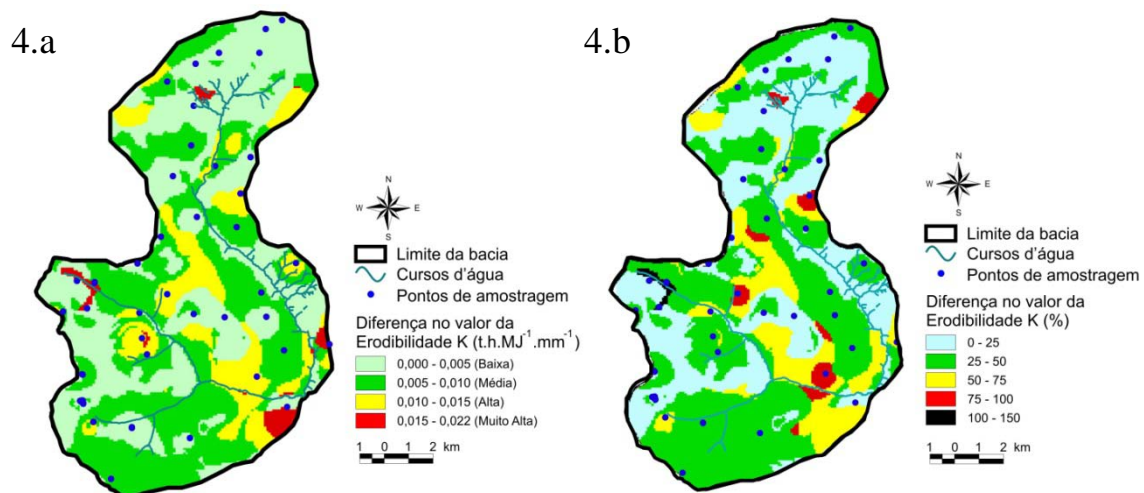 4.a
N
W E
S
Limite da bacia
Cursos d'água
Pontos de amostragem
Diferença no valor da
Erodibilidade K (t.h.MJ⁻¹.mm⁻¹)
0,000 - 0,005 (Baixa)
0,005 - 0,010 (Média)
0,010 - 0,015 (Alta)
0,015 - 0,022 (Muito Alta)
1 0 1 2 km
4.b
N
W E
S
Limite da bacia
Cursos d'água
Pontos de amostragem
Diferença no valor da
Erodibilidade K (%)
0 - 25
25 - 50
50 - 75
75 - 100
100 - 150
1 0 1 2 km